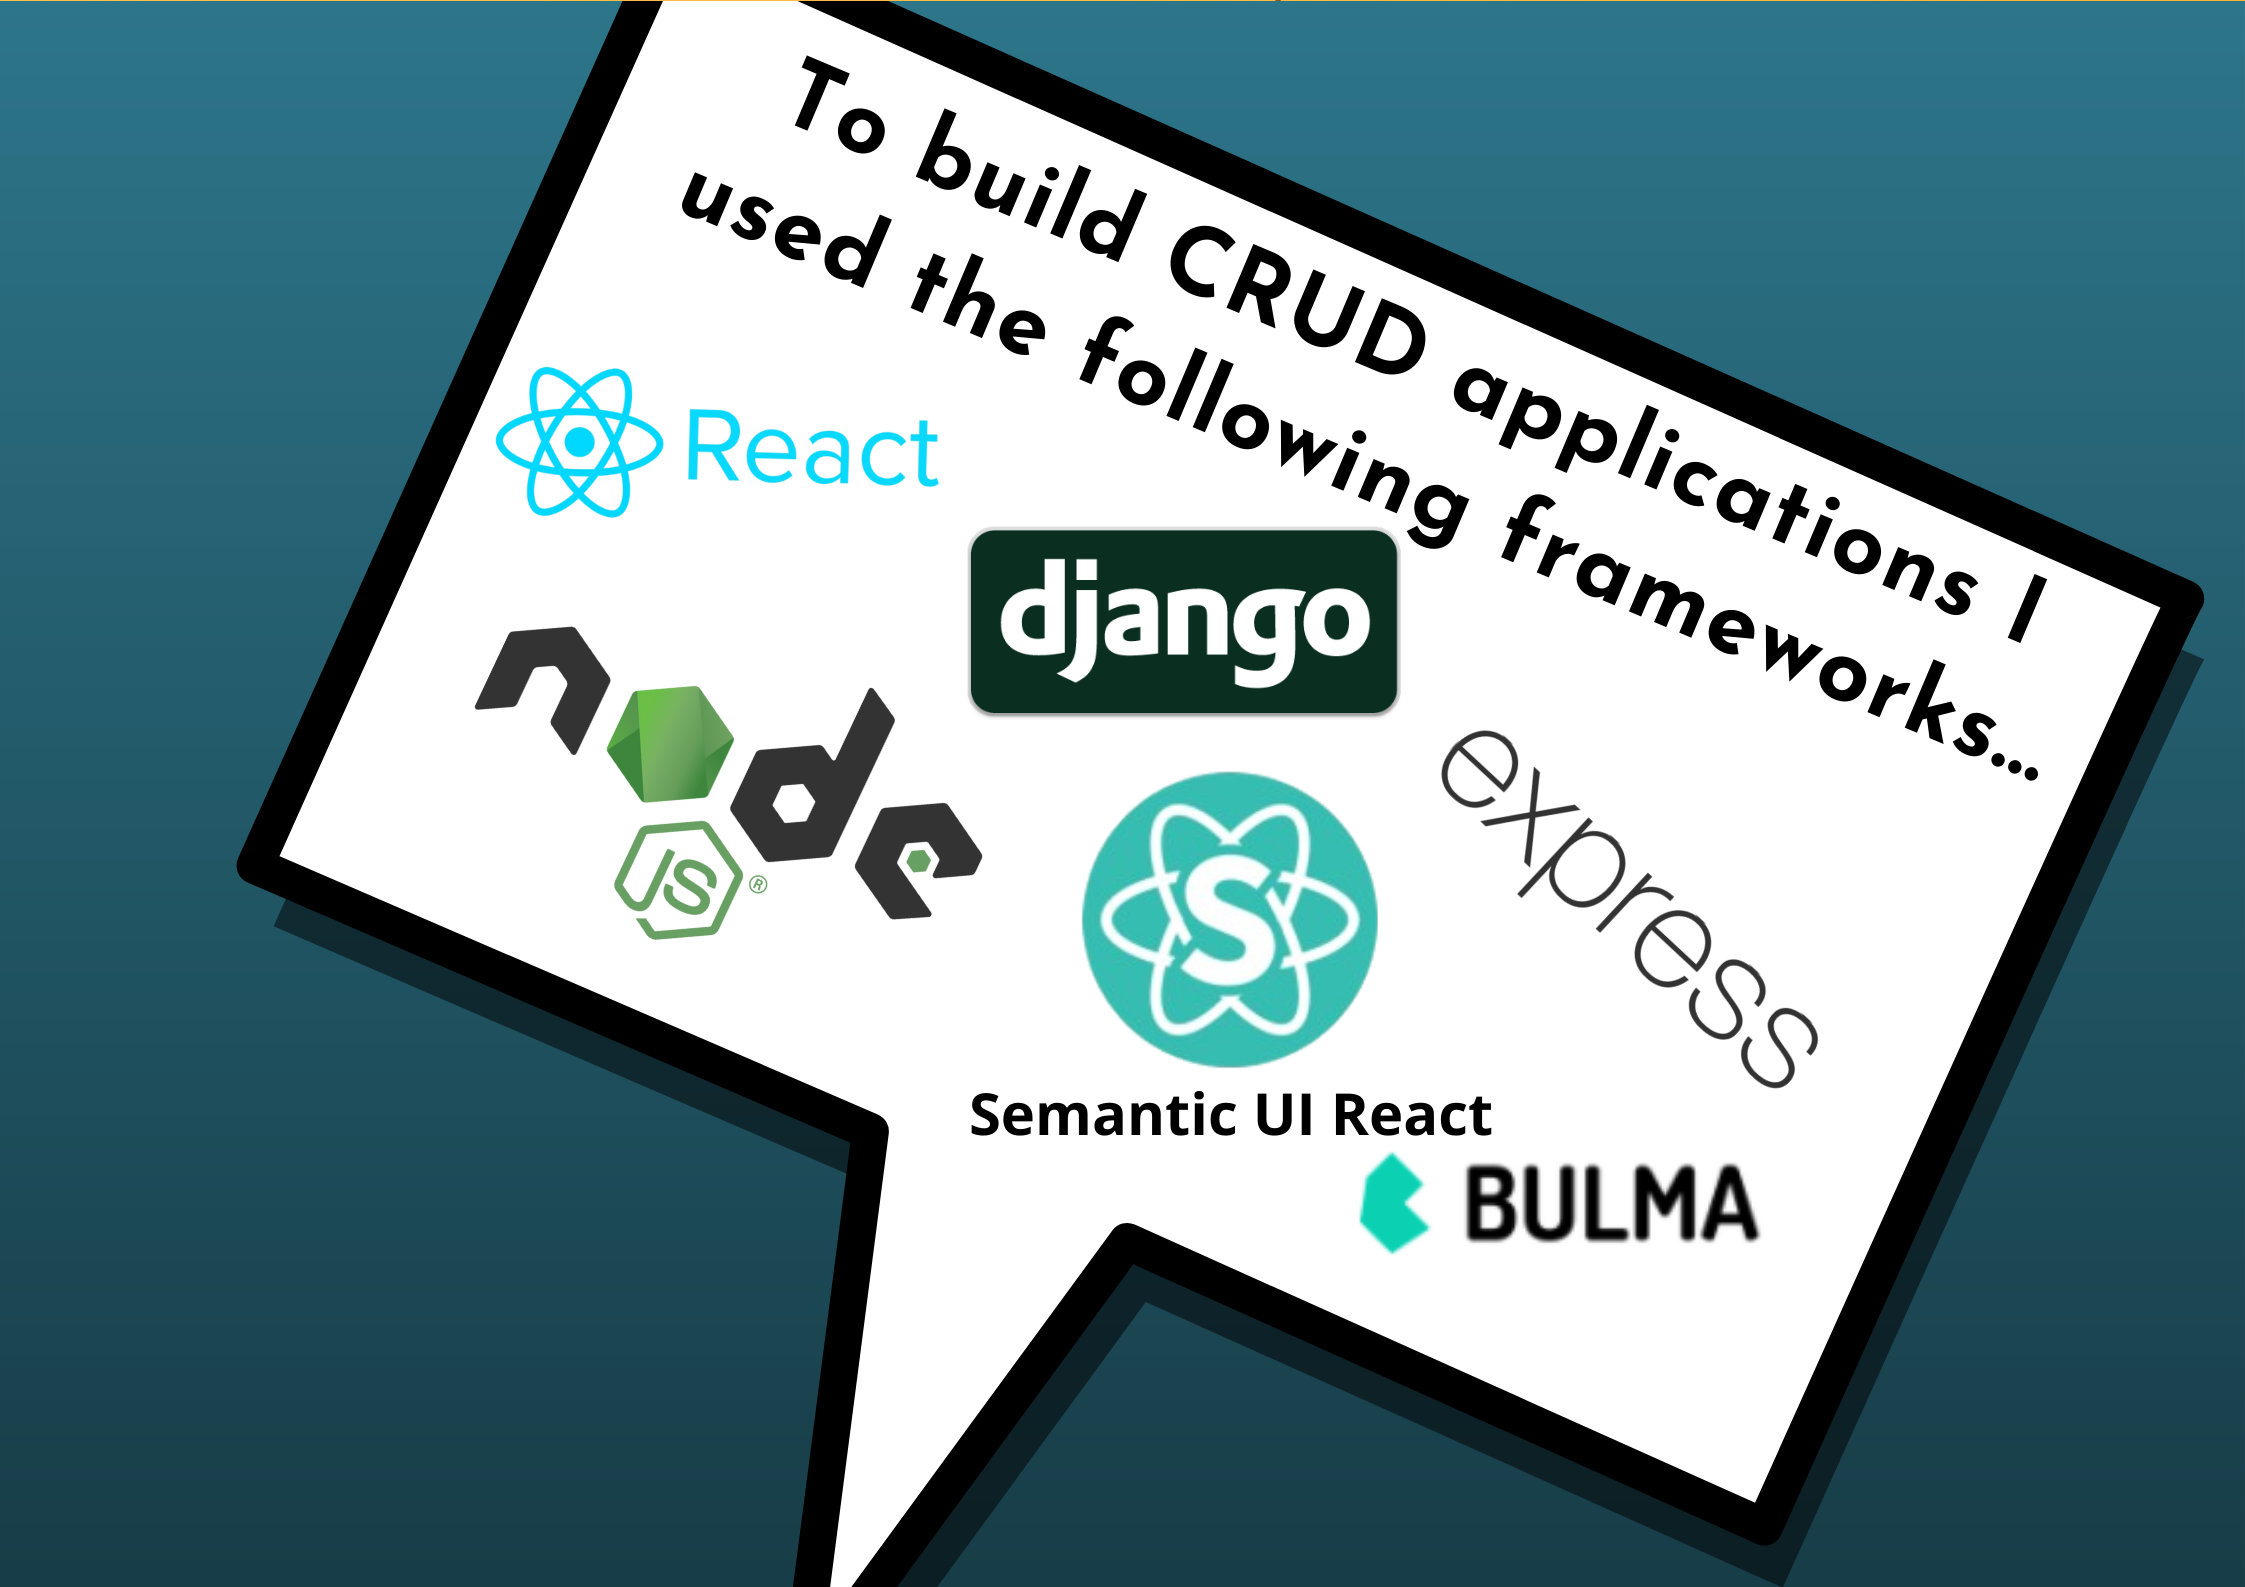 To build CRUD applications I
used the following frameworks...
React
django
node
JS®
express
S
Semantic UI React
BULMA